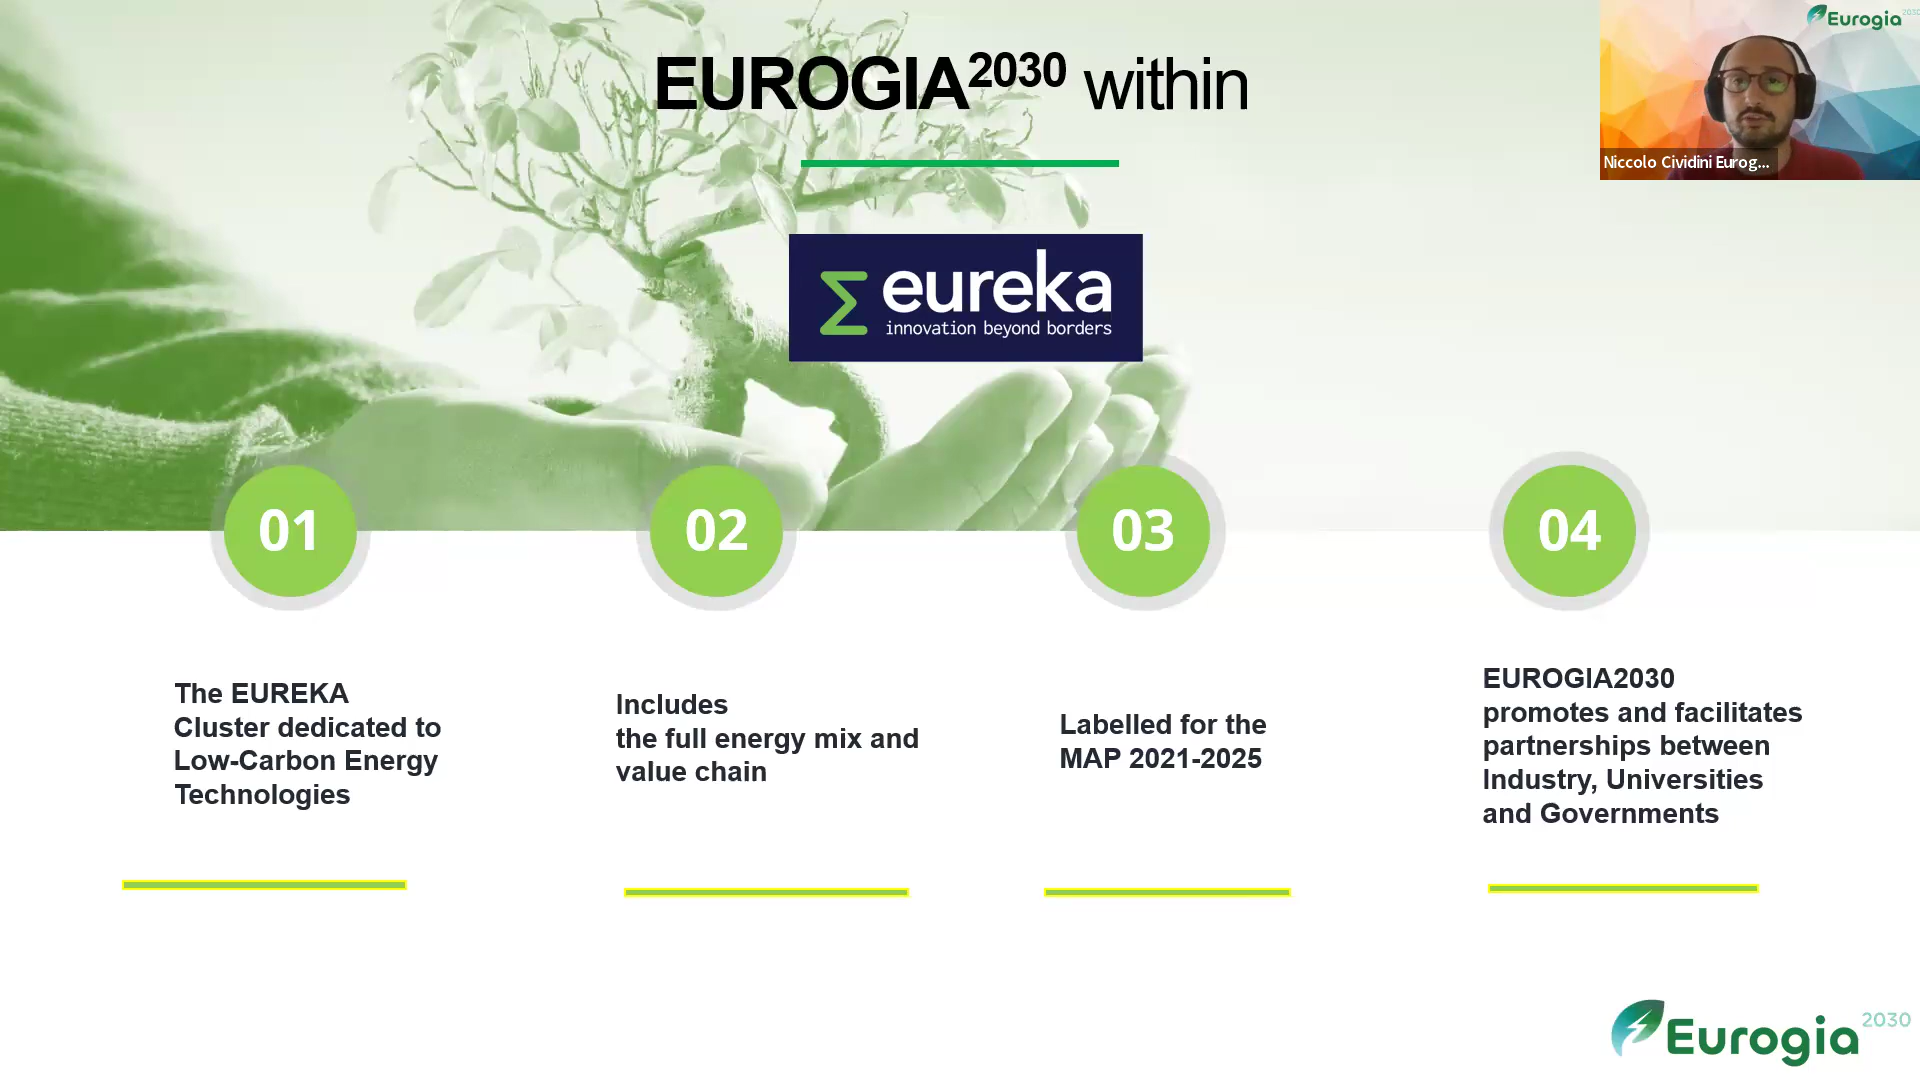 EUROGIA2030 within
Eurogia 2030
Niccolo Cividini Eurog...
eureka
innovation beyond borders
01
02
03
04
The EUREKA
Cluster dedicated to
Low-Carbon Energy
Technologies
Includes
the full energy mix and
value chain
Labelled for the
MAP 2021-2025
EUROGIA2030
promotes and facilitates
partnerships between
Industry, Universities
and Governments
Eurogia 2030